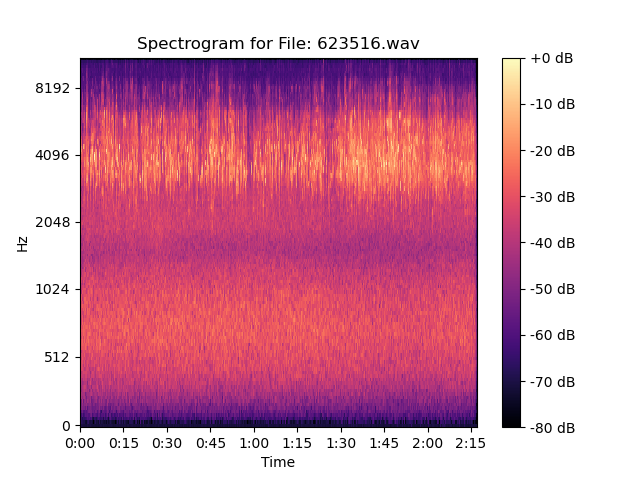 Spectrogram for File: 623516.wav
Hz
8192
4096
2048
1024
512
0
0:00 0:15 0:30 0:45 1:00 1:15 1:30 1:45 2:00 2:15
Time
+0 dB
-10 dB
-20 dB
-30 dB
-40 dB
-50 dB
-60 dB
-70 dB
-80 dB